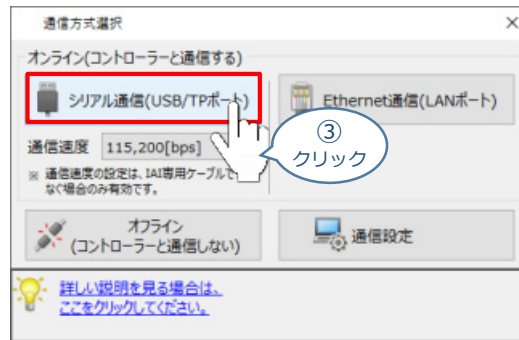 通信方式選択
オンライン(コントローラーと通信する)
シリアル通信(USB/TPポート)
Ethernet通信(LANポート)
通信速度 115,200[bps]
③
クリック
※ 通信速度の設定は、IAI専用ケーブルで
なぐ場合のみ有効です。
オフライン
(コントローラーと通信しない)
通信設定
詳しい説明を見る場合は、
ここをクリックしてください。